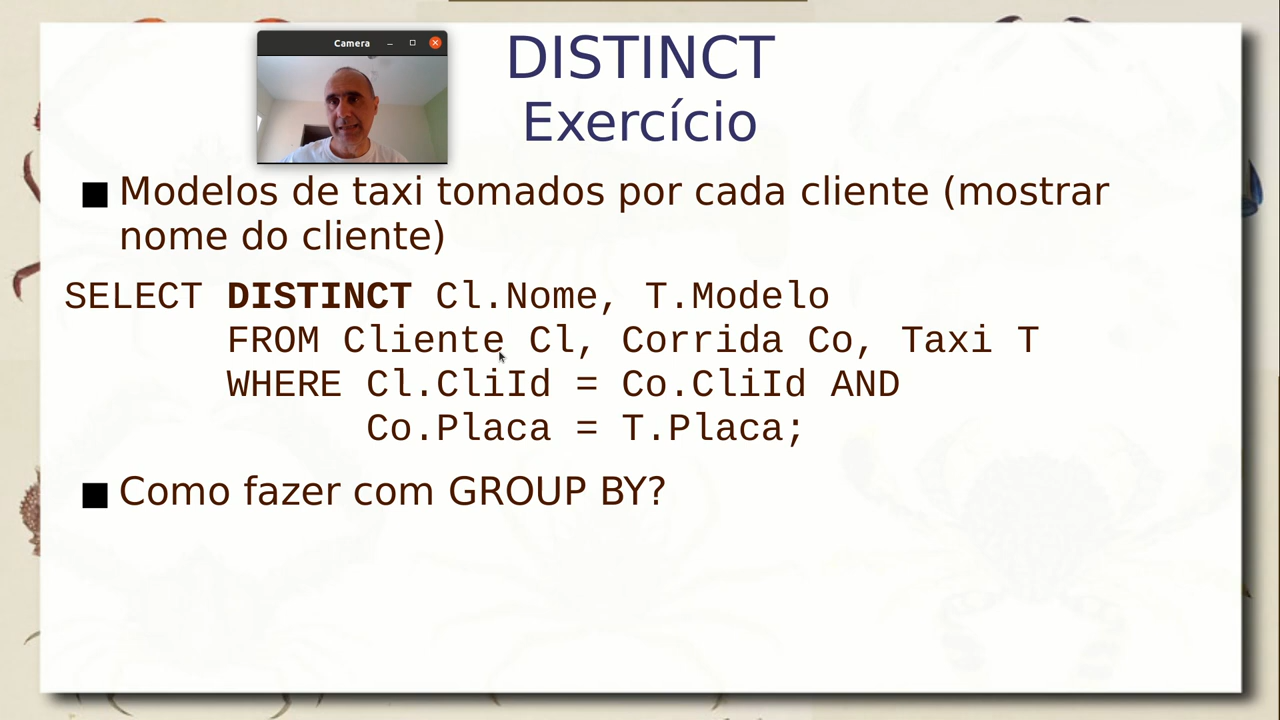 Camera
DISTINCT
Exercício
Modelos de taxi tomados por cada cliente (mostrar
nome do cliente)
SELECT DISTINCT Cl.Nome, T.Modelo
FROM Cliente Cl, Corrida Co, Taxi T
WHERE Cl.CliId = Co.CliId AND
Co.Placa = T.Placa;
Como fazer com GROUP BY?